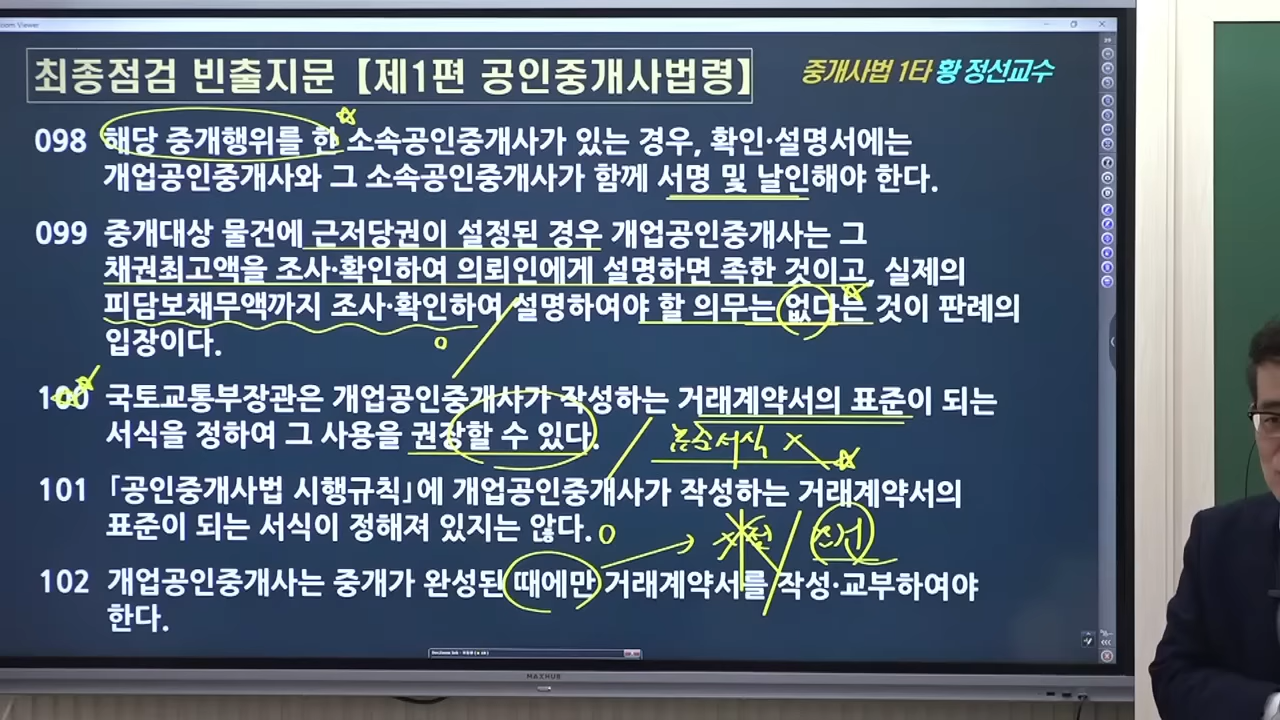 최종점검 빈출지문 【제1편 공인중개사법령】
중개사법 1타 황 정선교수
098 해당 중개행위를 한 소속공인중개사가 있는 경우, 확인·설명서에는
개업공인중개사와 그 소속공인중개사가 함께 서명 및 날인해야 한다.
099 중개대상 물건에 근저당권이 설정된 경우 개업공인중개사는 그
채권최고액을 조사·확인하여 의뢰인에게 설명하면 족한 것이고, 실제의
피담보채무액까지 조사·확인하여 설명하여야 할 의무는 없다는 것이 판례의
입장이다.
100 국토교통부장관은 개업공인중개사가 작성하는 거래계약서의 표준이 되는
서식을 정하여 그 사용을 권장할 수 있다.
101 「공인중개사법 시행규칙」에 개업공인중개사가 작성하는 거래계약서의
표준이 되는 서식이 정해져 있지는 않다.
102 개업공인중개사는 중개가 완성된 때에만 거래계약서를 작성·교부하여야
한다.
MAXHUB